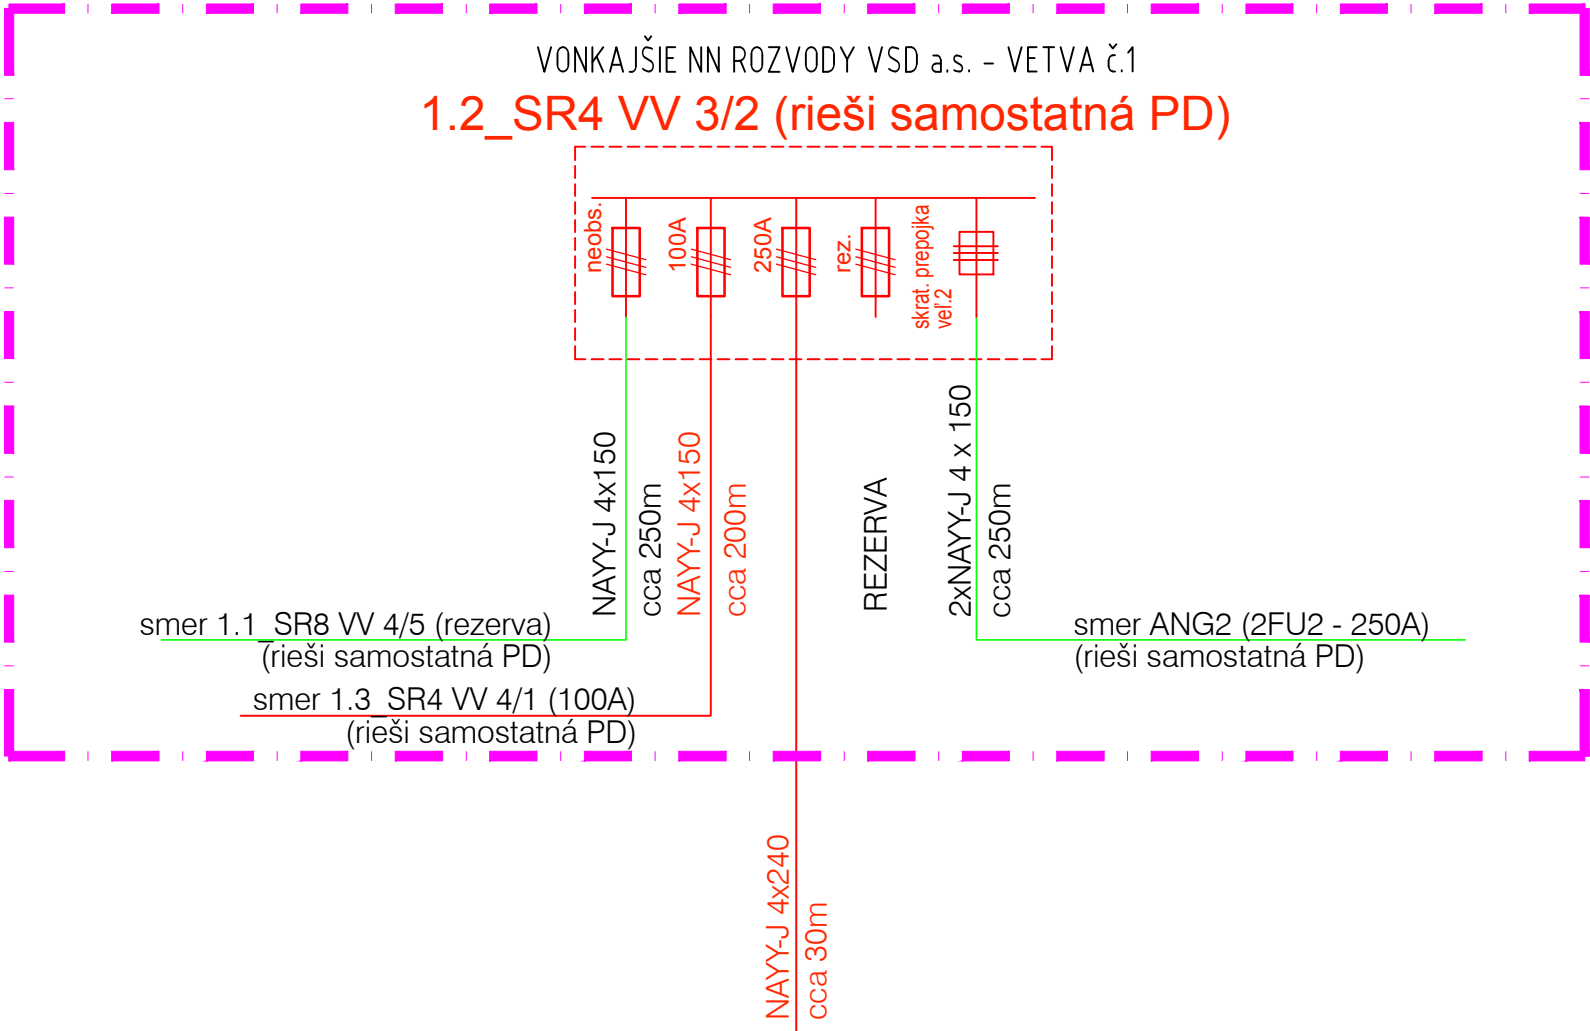 VONKAJŠIE NN ROZVODY VSD a.s. - VETVA č.1
1.2_SR4 VV 3/2 (rieši samostatná PD)
neobs.
100A
250A
rez.
skrat. prepojka
veľ.2
NAYY-J 4x150
cca 250m
NAYY-J 4x150
cca 200m
REZERVA
2xNAYY-J 4 x 150
cca 250m
smer 1.1_SR8 VV 4/5 (rezerva)
(rieši samostatná PD)
smer 1.3_SR4 VV 4/1 (100A)
(rieši samostatná PD)
smer ANG2 (2FU2 - 250A)
(rieši samostatná PD)
NAYY-J 4x240
cca 30m